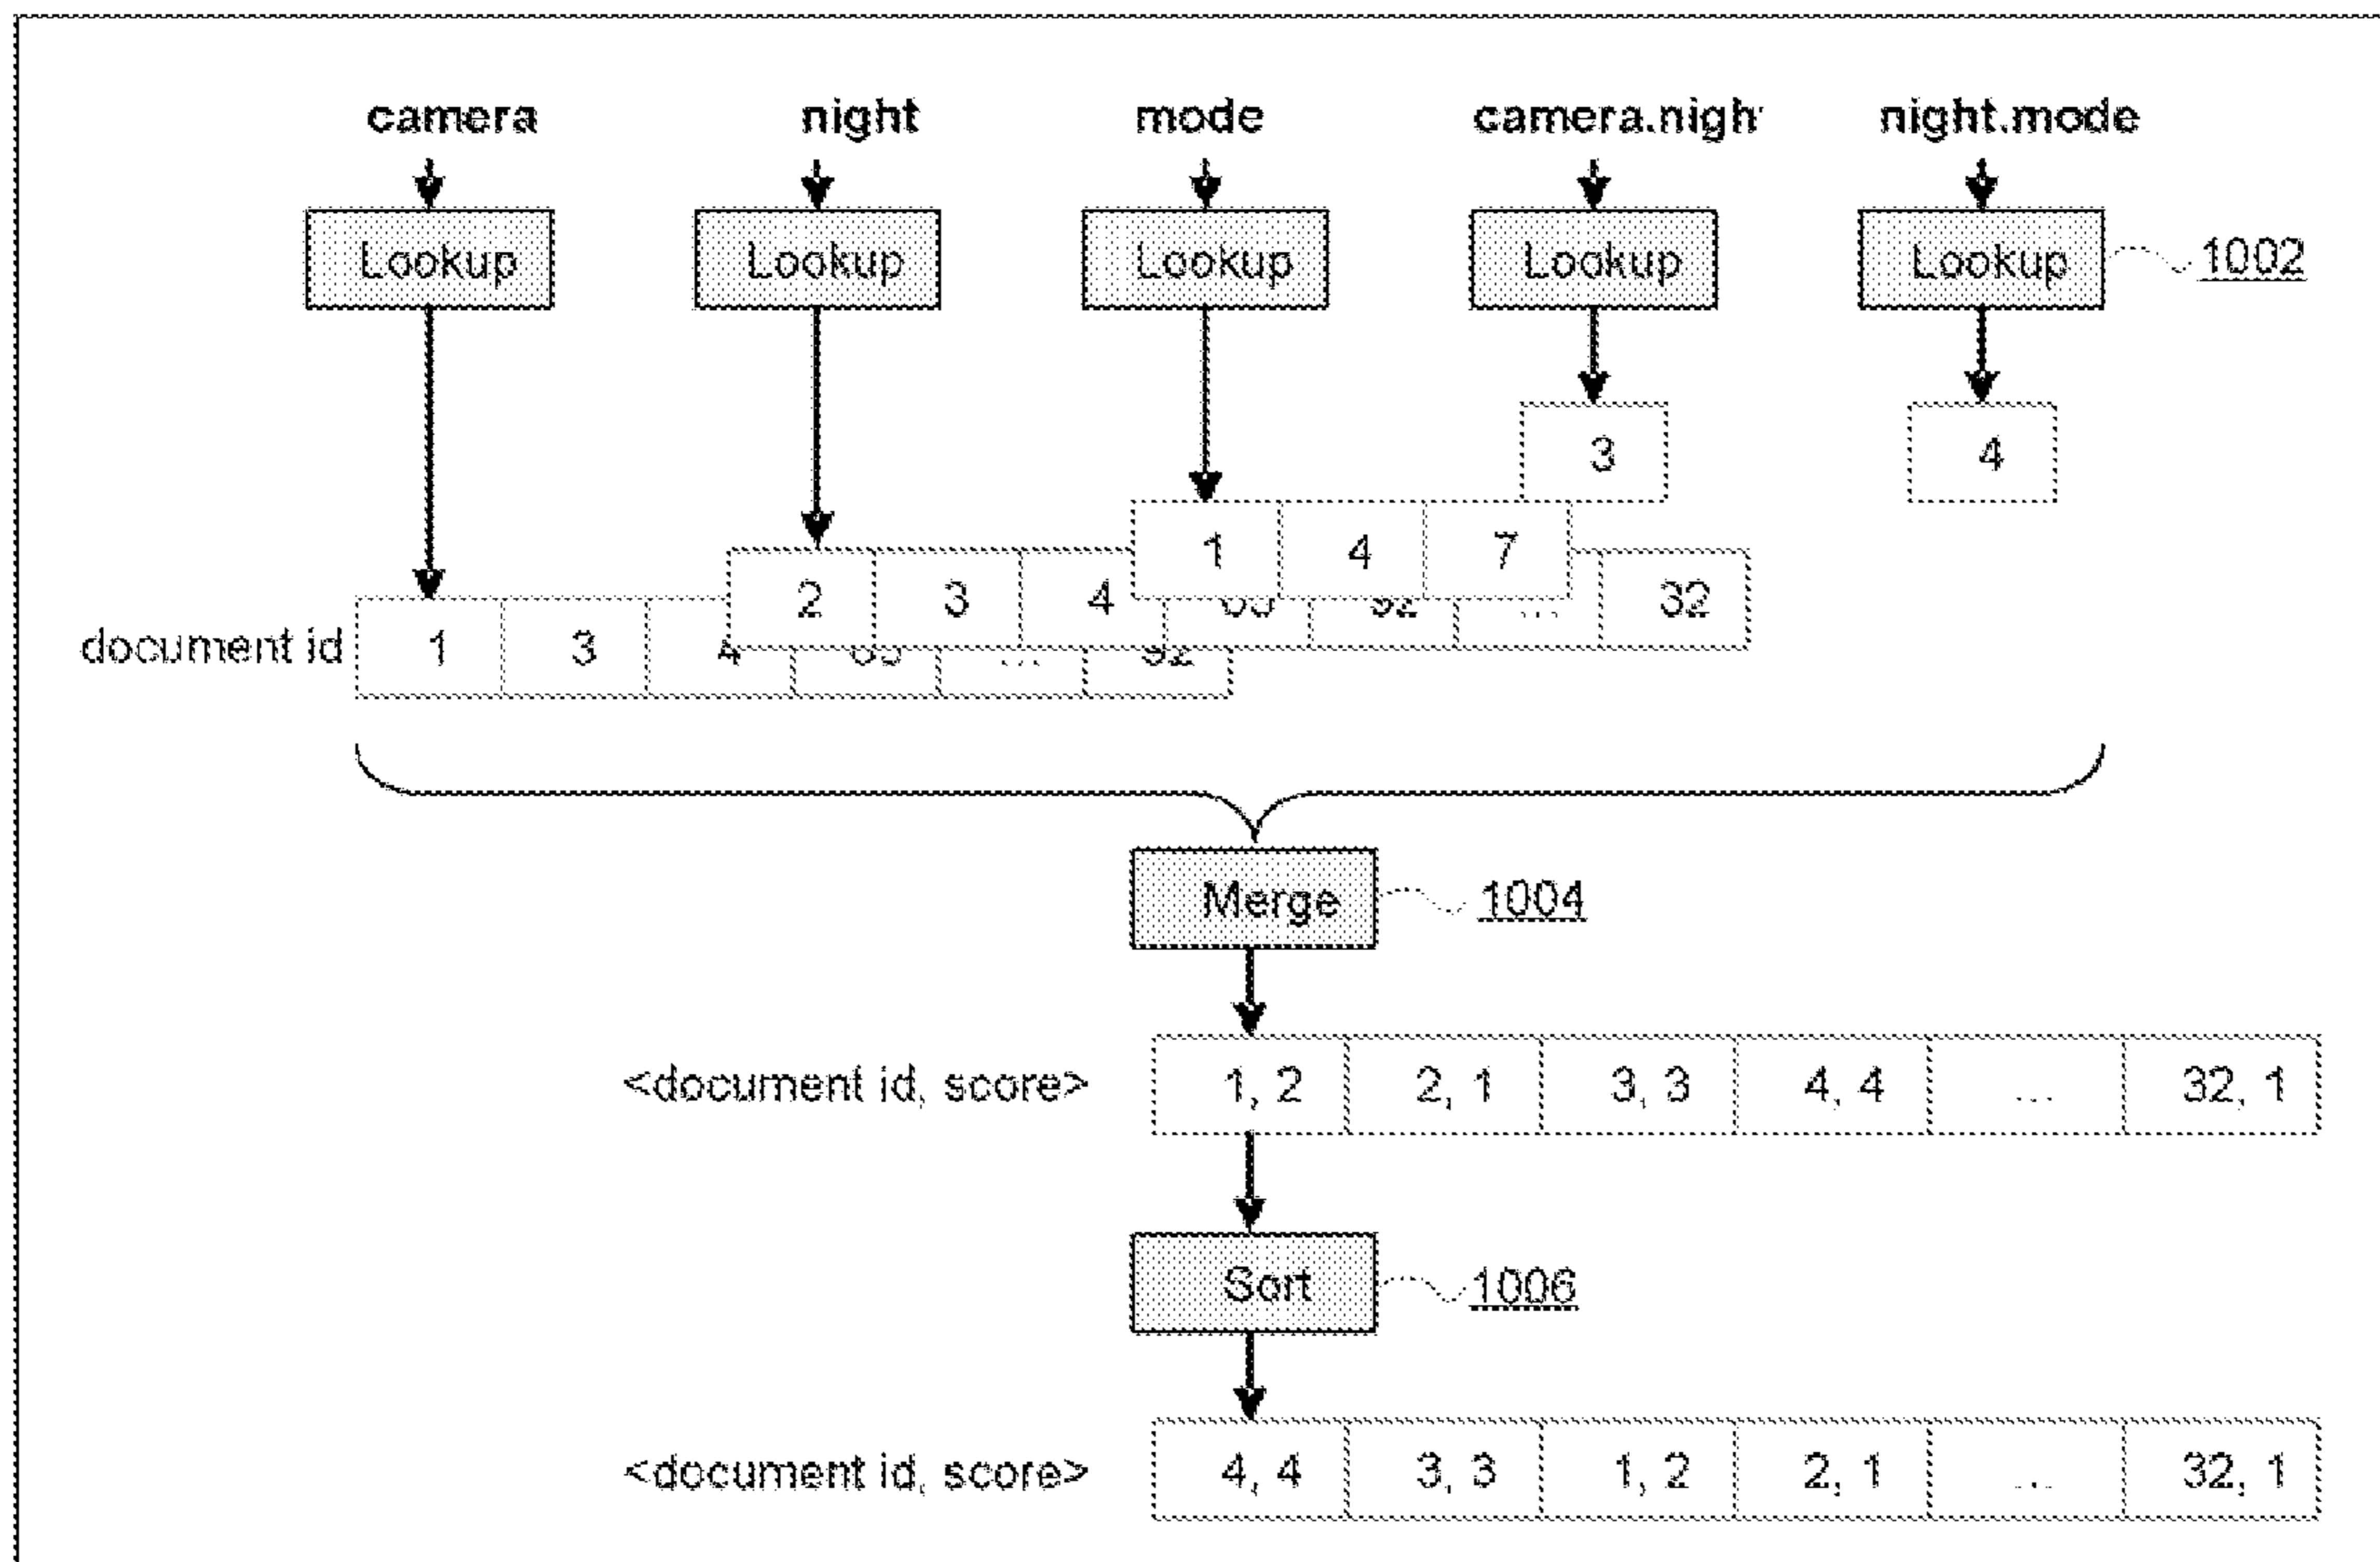 camera night mode camera.nigh night.mode
Lookup Lookup Lookup Lookup Lookup 1002
3 4
1 4 7
2 3 4 ... 32
document id 1 3 4 ...
Merge 1004
<document id, score> 1, 2 2, 1 3, 3 4, 4 ... 32, 1
Sort 1006
<document id, score> 4, 4 3, 3 1, 2 2, 1 ... 32, 1